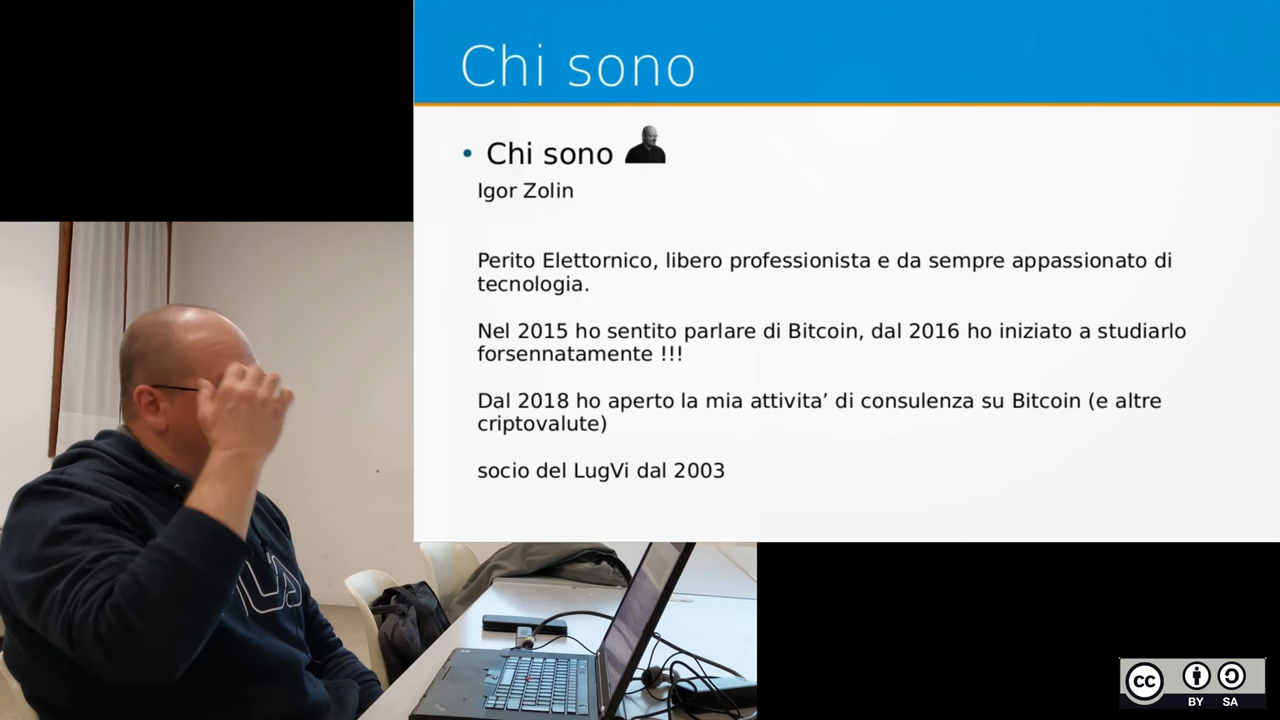 Chi sono
Chi sono
Igor Zolin
Perito Elettornico, libero professionista e da sempre appassionato di
tecnologia.
Nel 2015 ho sentito parlare di Bitcoin, dal 2016 ho iniziato a studiarlo
forsennatamente !!!
Dal 2018 ho aperto la mia attivita’ di consulenza su Bitcoin (e altre
criptovalute)
socio del LugVi dal 2003
cc
BY SA